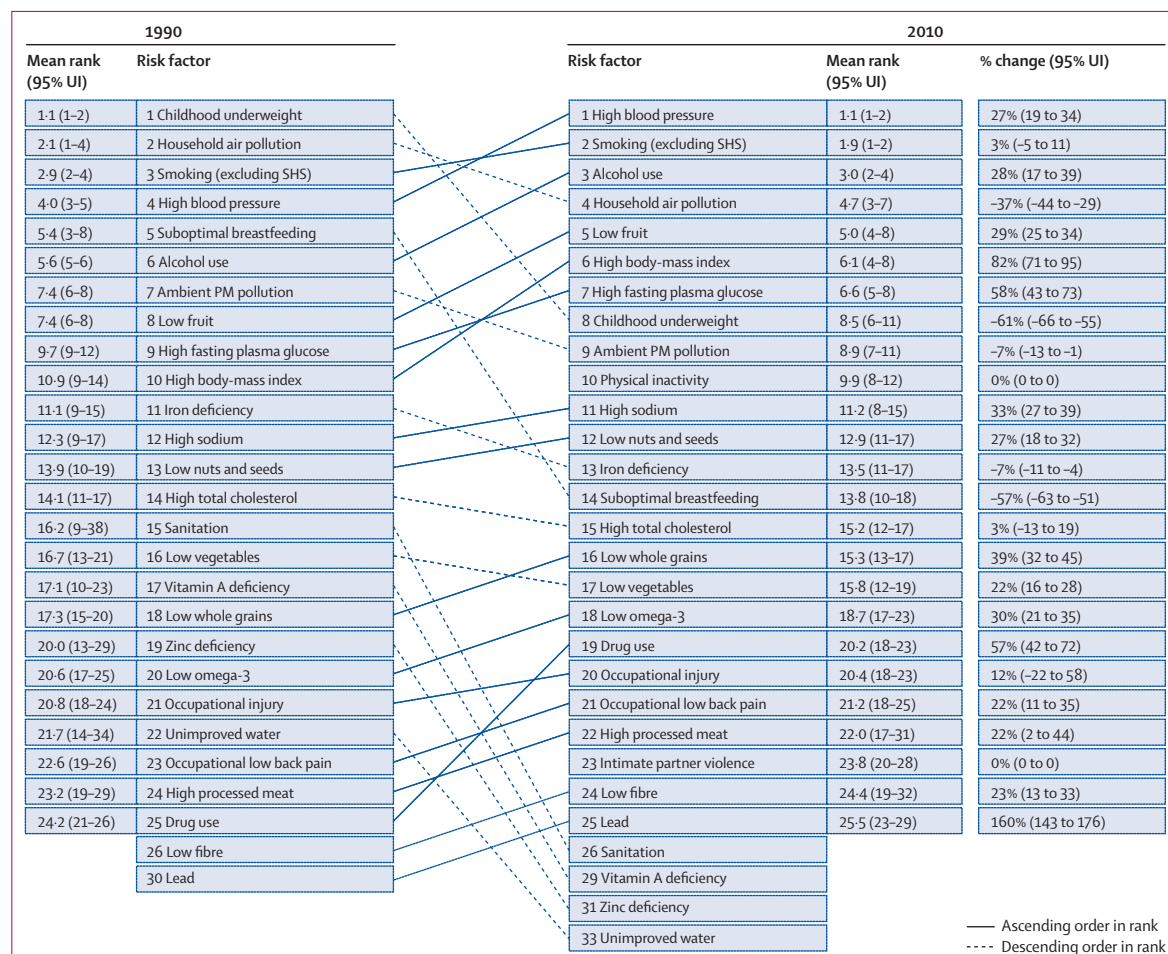 1990 2010
Mean rank Risk factor Risk factor Mean rank % change (95% UI)
(95% UI) (95% UI)
1·1 (1–2) 1 Childhood underweight 1 High blood pressure 1·1 (1–2) 27% (19 to 34)
2·1 (1–4) 2 Household air pollution 2 Smoking (excluding SHS) 1·9 (1–2) 3% (–5 to 11)
2·9 (2–4) 3 Smoking (excluding SHS) 3 Alcohol use 3·0 (2–4) 28% (17 to 39)
4·0 (3–5) 4 High blood pressure 4 Household air pollution 4·7 (3–7) –37% (–44 to –29)
5·4 (3–8) 5 Suboptimal breastfeeding 5 Low fruit 5·0 (4–8) 29% (25 to 34)
5·6 (5–6) 6 Alcohol use 6 High body-mass index 6·1 (4–8) 82% (71 to 95)
7·4 (6–8) 7 Ambient PM pollution 7 High fasting plasma glucose 6·6 (5–8) 58% (43 to 73)
7·4 (6–8) 8 Low fruit 8 Childhood underweight 8·5 (6–11) –61% (–66 to –55)
9·7 (9–12) 9 High fasting plasma glucose 9 Ambient PM pollution 8·9 (7–11) –7% (–13 to –1)
10·9 (9–14) 10 High body-mass index 10 Physical inactivity 9·9 (8–12) 0% (0 to 0)
11·1 (9–15) 11 Iron deficiency 11 High sodium 11·2 (8–15) 33% (27 to 39)
12·3 (9–17) 12 High sodium 12 Low nuts and seeds 12·9 (11–17) 27% (18 to 32)
13·9 (10–19) 13 Low nuts and seeds 13 Iron deficiency 13·5 (11–17) –7% (–11 to –4)
14·1 (11–17) 14 High total cholesterol 14 Suboptimal breastfeeding 13·8 (10–18) –57% (–63 to –51)
16·2 (9–38) 15 Sanitation 15 High total cholesterol 15·2 (12–17) 3% (–13 to 19)
16·7 (13–21) 16 Low vegetables 16 Low whole grains 15·3 (13–17) 39% (32 to 45)
17·1 (10–23) 17 Vitamin A deficiency 17 Low vegetables 15·8 (12–19) 22% (16 to 28)
17·3 (15–20) 18 Low whole grains 18 Low omega-3 18·7 (17–23) 30% (21 to 35)
20·0 (13–29) 19 Zinc deficiency 19 Drug use 20·2 (18–23) 57% (42 to 72)
20·6 (17–25) 20 Low omega-3 20 Occupational injury 20·4 (18–23) 12% (–22 to 58)
20·8 (18–24) 21 Occupational injury 21 Occupational low back pain 21·2 (18–25) 22% (11 to 35)
21·7 (14–34) 22 Unimproved water 22 High processed meat 22·0 (17–31) 22% (2 to 44)
22·6 (19–26) 23 Occupational low back pain 23 Intimate partner violence 23·8 (20–28) 0% (0 to 0)
23·2 (19–29) 24 High processed meat 24 Low fibre 24·4 (19–32) 23% (13 to 33)
24·2 (21–26) 25 Drug use 25 Lead 25·5 (23–29) 160% (143 to 176)
26 Low fibre 26 Sanitation
30 Lead 29 Vitamin A deficiency
31 Zinc deficiency
33 Unimproved water
Ascending order in rank
Descending order in rank